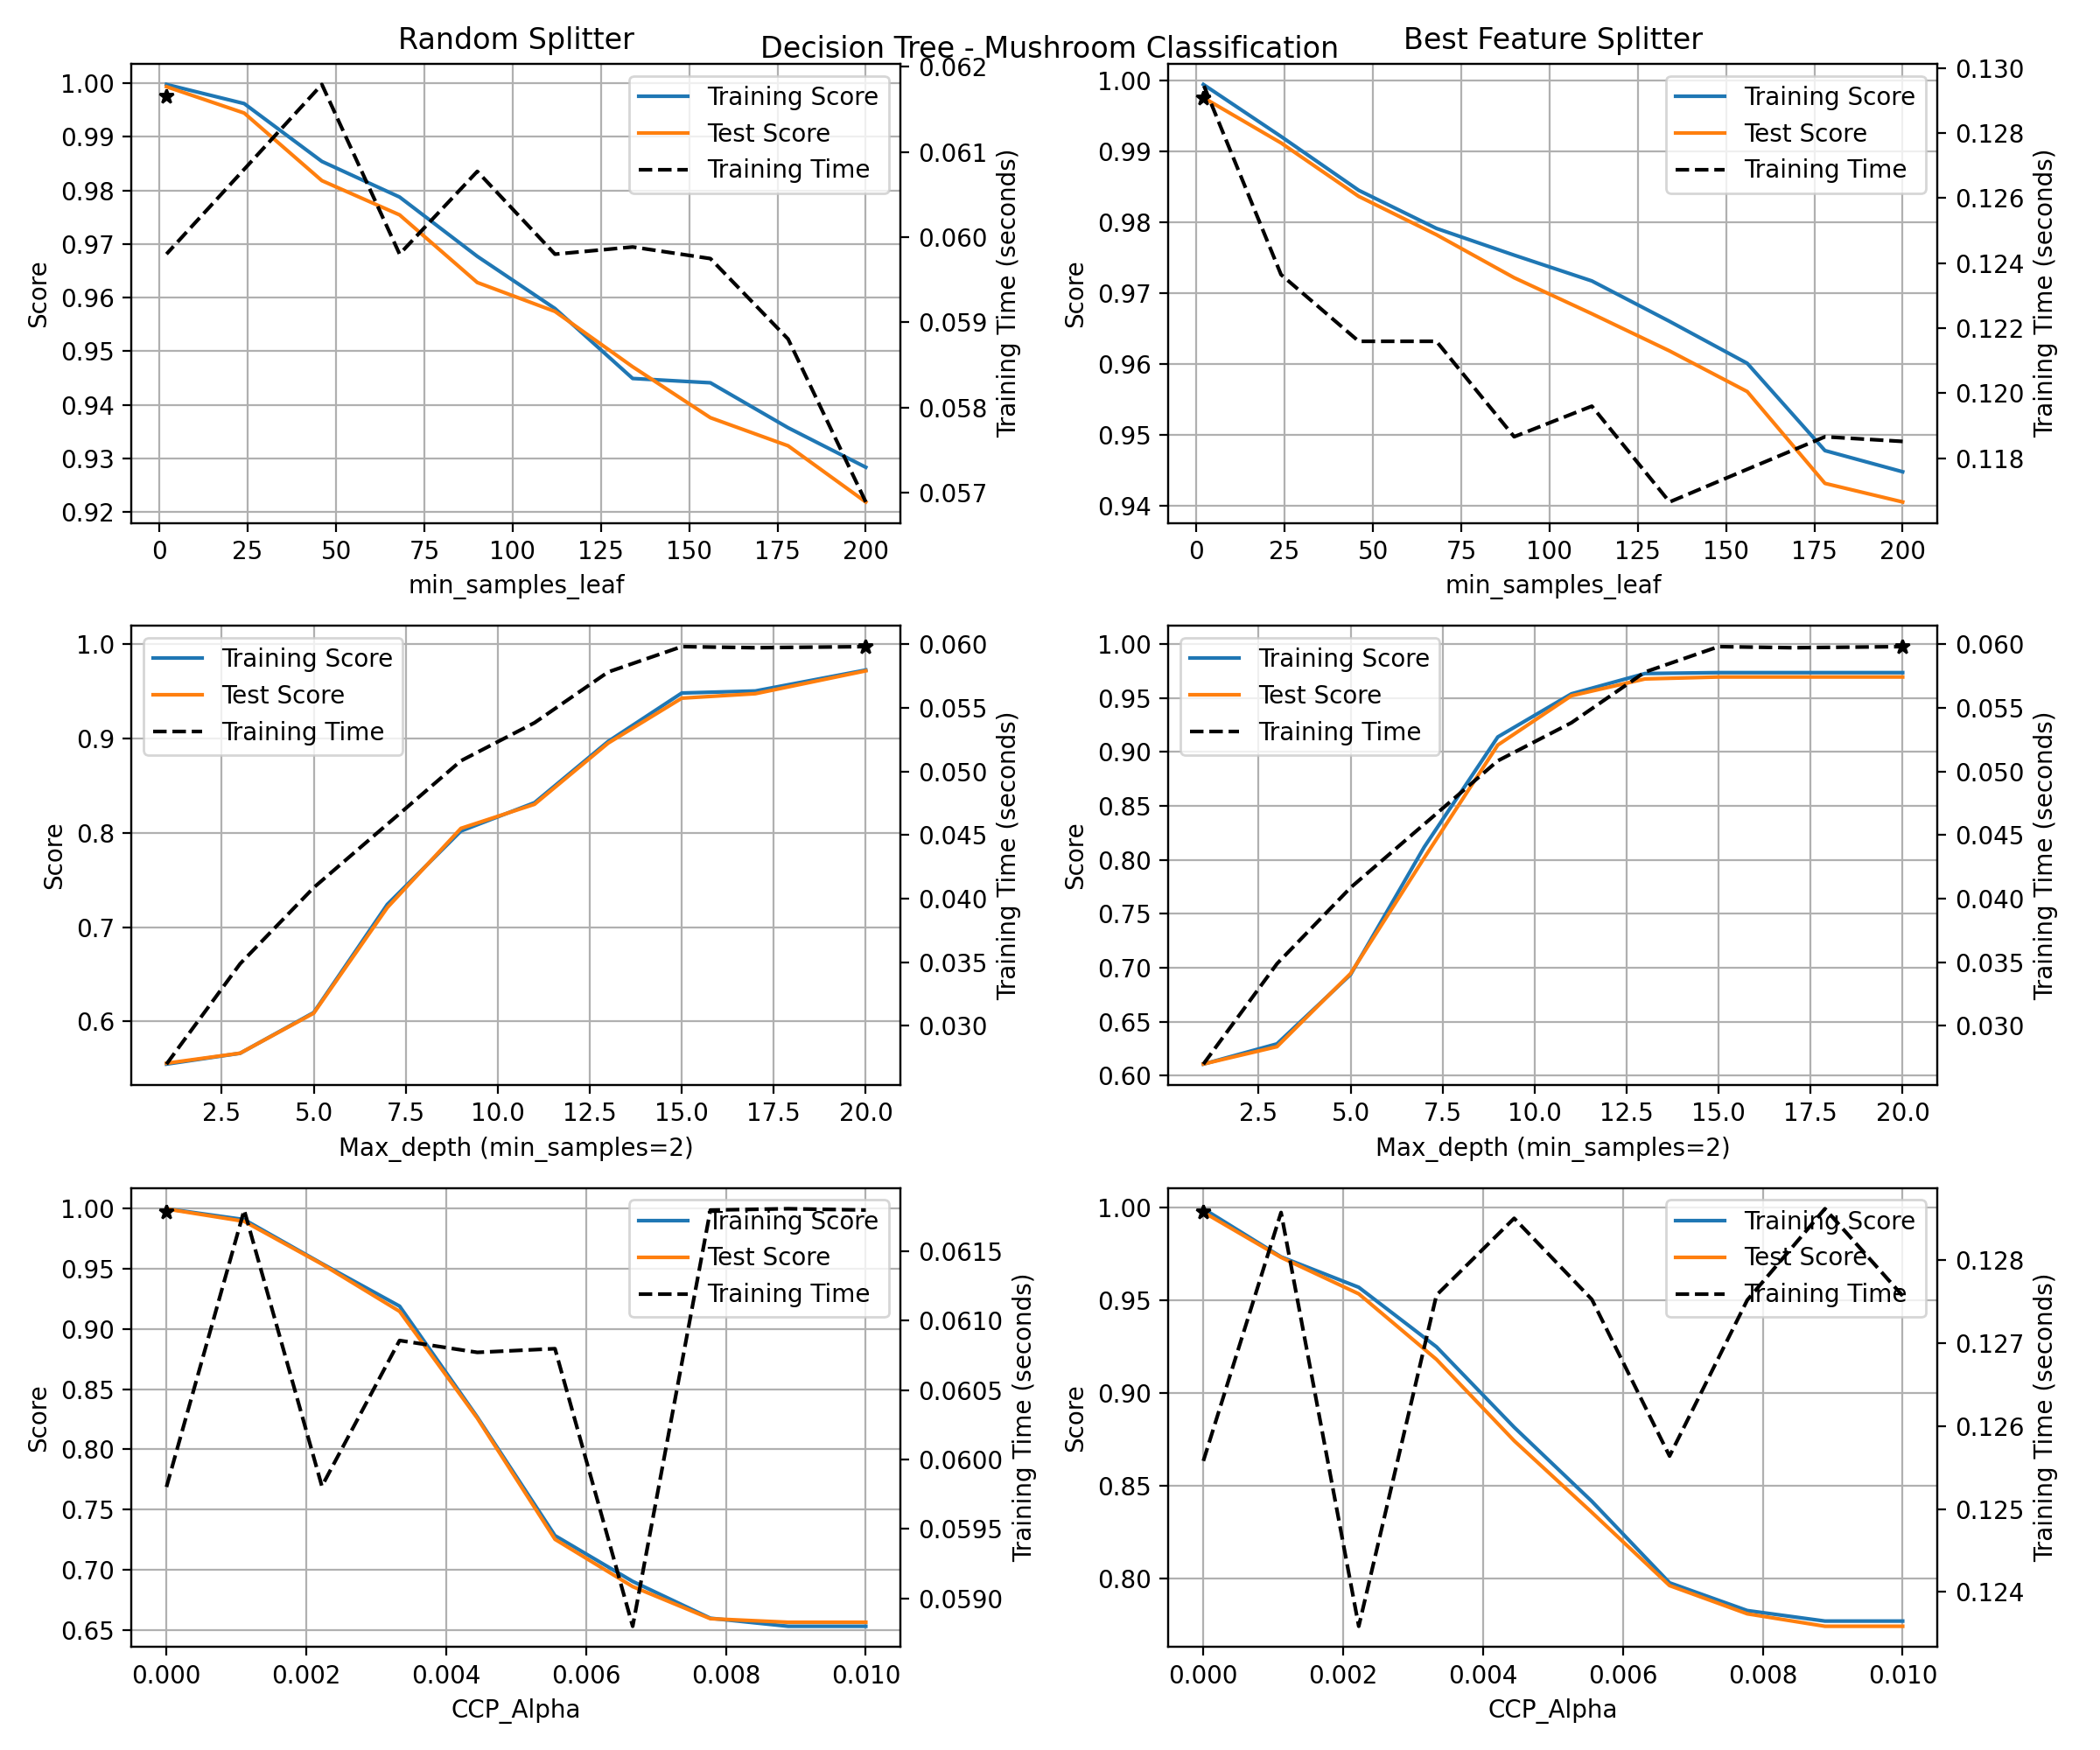 Decision Tree - Mushroom Classification
Random Splitter
Score
1.00
0.99
0.98
0.97
0.96
0.95
0.94
0.93
0.92
Training Score
Test Score
Training Time
0.062
0.061
0.060
0.059
0.058
0.057
Training Time (seconds)
0 25 50 75 100 125 150 175 200
min_samples_leaf
Best Feature Splitter
Score
1.00
0.99
0.98
0.97
0.96
0.95
0.94
Training Score
Test Score
Training Time
0.130
0.128
0.126
0.124
0.122
0.120
0.118
Training Time (seconds)
0 25 50 75 100 125 150 175 200
min_samples_leaf
Score
1.0
0.9
0.8
0.7
0.6
Training Score
Test Score
Training Time
0.060
0.055
0.050
0.045
0.040
0.035
0.030
Training Time (seconds)
2.5 5.0 7.5 10.0 12.5 15.0 17.5 20.0
Max_depth (min_samples=2)
Score
1.00
0.95
0.90
0.85
0.80
0.75
0.70
0.65
0.60
Training Score
Test Score
Training Time
0.060
0.055
0.050
0.045
0.040
0.035
0.030
Training Time (seconds)
2.5 5.0 7.5 10.0 12.5 15.0 17.5 20.0
Max_depth (min_samples=2)
Score
1.00
0.95
0.90
0.85
0.80
0.75
0.70
0.65
Training Score
Test Score
Training Time
0.0615
0.0610
0.0605
0.0600
0.0595
0.0590
Training Time (seconds)
0.000 0.002 0.004 0.006 0.008 0.010
CCP_Alpha
Score
1.00
0.95
0.90
0.85
0.80
Training Score
Test Score
Training Time
0.128
0.127
0.126
0.125
0.124
Training Time (seconds)
0.000 0.002 0.004 0.006 0.008 0.010
CCP_Alpha